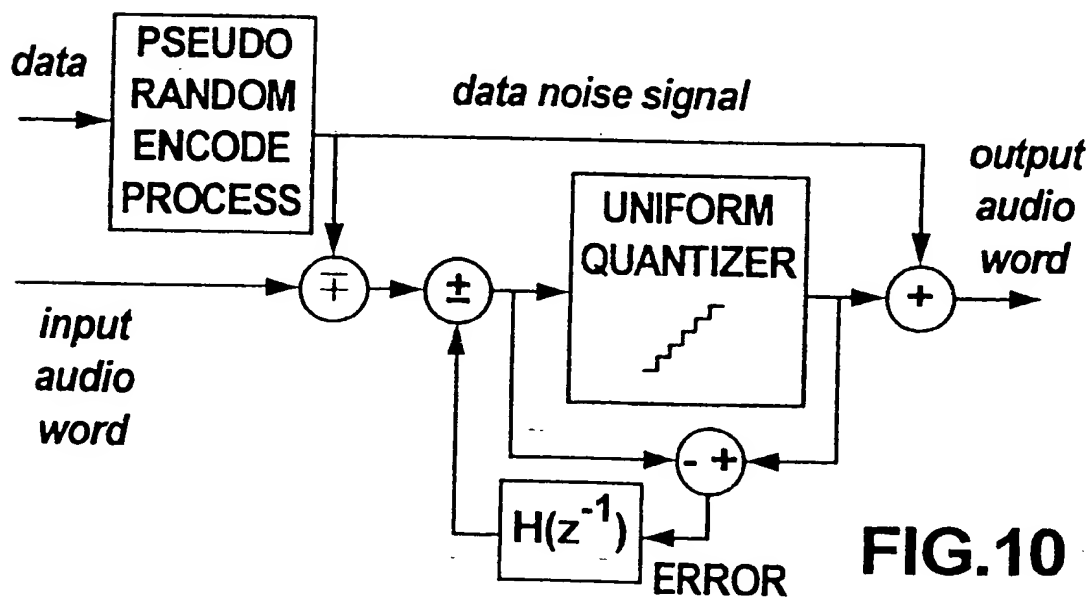 data
PSEUDO
RANDOM
ENCODE
PROCESS
data noise signal
output
audio
word
UNIFORM
QUANTIZER
∓
±
+
input
audio
word
- +
H(z⁻¹)
ERROR
FIG.10